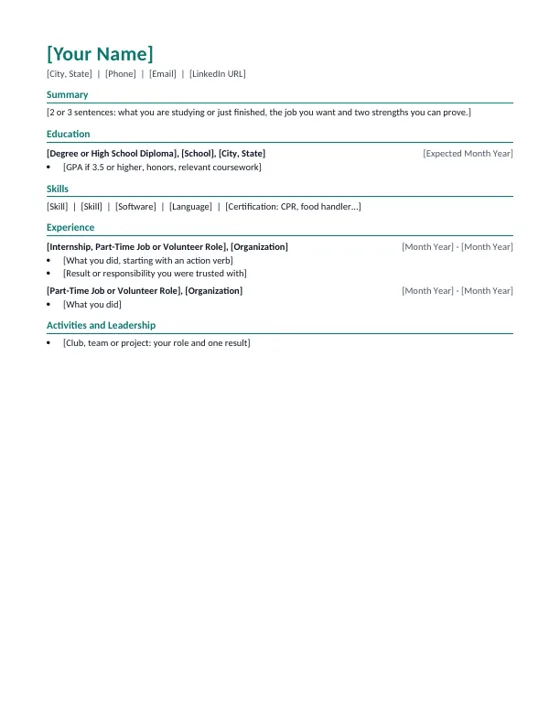 [Your Name]
[City, State] | [Phone] | [Email] | [LinkedIn URL]
Summary
[2 or 3 sentences: what you are studying or just finished, the job you want and two strengths you can prove.]
Education
[Degree or High School Diploma], [School], [City, State] [Expected Month Year]
• [GPA if 3.5 or higher, honors, relevant coursework]
Skills
[Skill] | [Skill] | [Software] | [Language] | [Certification: CPR, food handler...]
Experience
[Internship, Part-Time Job or Volunteer Role], [Organization] [Month Year] - [Month Year]
• [What you did, starting with an action verb]
• [Result or responsibility you were trusted with]
[Part-Time Job or Volunteer Role], [Organization] [Month Year] - [Month Year]
• [What you did]
Activities and Leadership
• [Club, team or project: your role and one result]